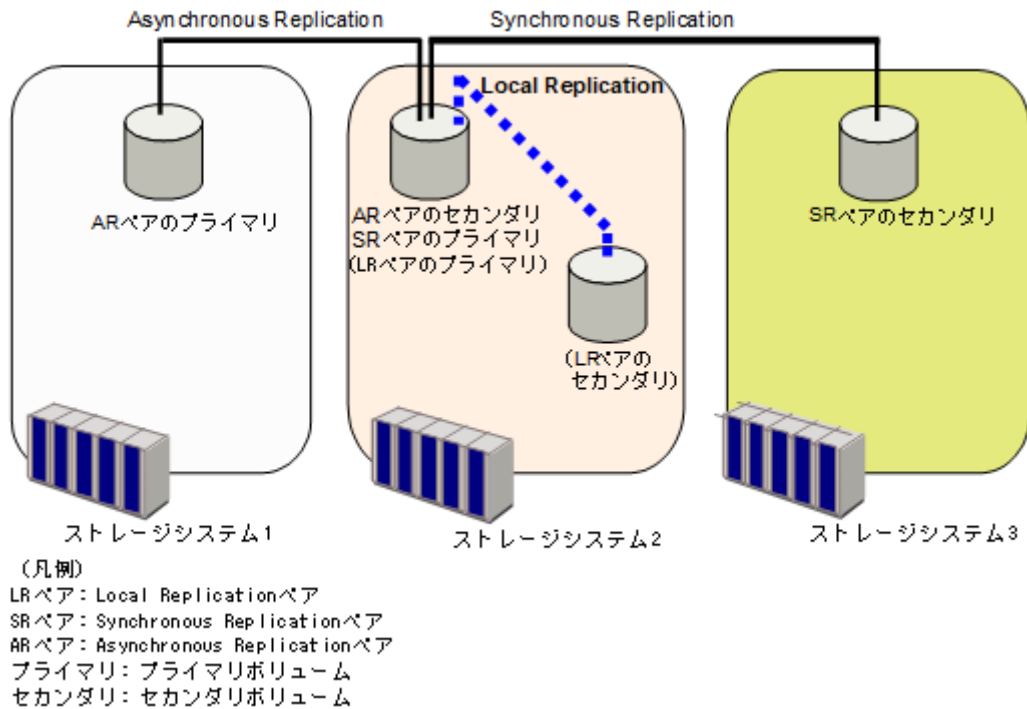 Asynchronous Replication
Synchronous Replication
Local Replication
ARペアのプライマリ
ARペアのセカンダリ
SRペアのプライマリ
(LRペアのプライマリ)
SRペアのセカンダリ
(LRペアの
セカンダリ)
ストレージシステム1
ストレージシステム2
ストレージシステム3
(凡例)
LRペア：Local Replicationペア
SRペア：Synchronous Replicationペア
ARペア：Asynchronous Replicationペア
プライマリ：プライマリボリューム
セカンダリ：セカンダリボリューム